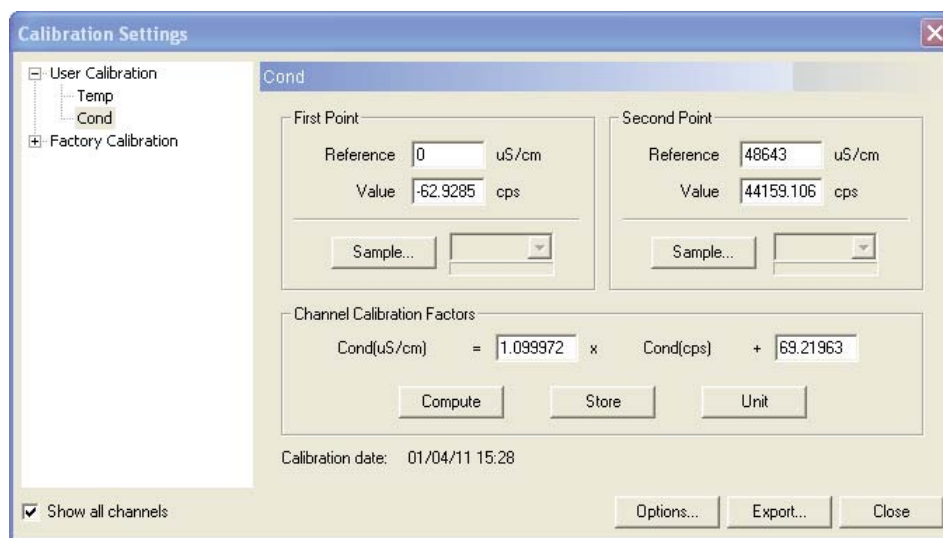 Calibration Settings
User Calibration
Temp
Cond
Factory Calibration
Cond
First Point
Reference 0 uS/cm
Value -62.9285 cps
Sample...
Second Point
Reference 48643 uS/cm
Value 44159.106 cps
Sample...
Channel Calibration Factors
Cond(uS/cm) = 1.099972 x Cond(cps) + 69.21963
Compute Store Unit
Calibration date: 01/04/11 15:28
Show all channels
Options... Export... Close